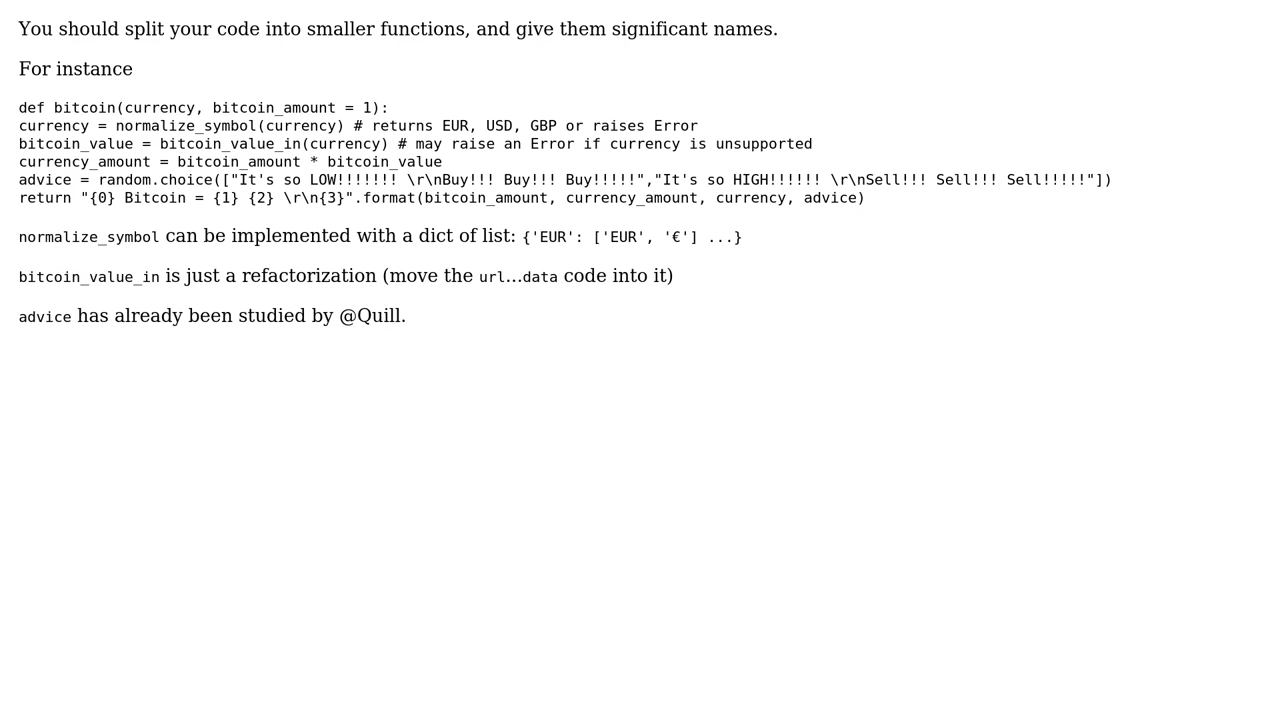 You should split your code into smaller functions, and give them significant names.
For instance
def bitcoin(currency, bitcoin_amount = 1):
currency = normalize_symbol(currency) # returns EUR, USD, GBP or raises Error
bitcoin_value = bitcoin_value_in(currency) # may raise an Error if currency is unsupported
currency_amount = bitcoin_amount * bitcoin_value
advice = random.choice(["It's so LOW!!!!!!! \r\nBuy!!! Buy!!! Buy!!!!!","It's so HIGH!!!!!! \r\nSell!!! Sell!!! Sell!!!!!"])
return "{0} Bitcoin = {1} {2} \r\n{3}".format(bitcoin_amount, currency_amount, currency, advice)
normalize_symbol can be implemented with a dict of list: {'EUR': ['EUR', '€'] ...}
bitcoin_value_in is just a refactorization (move the url...data code into it)
advice has already been studied by @Quill.